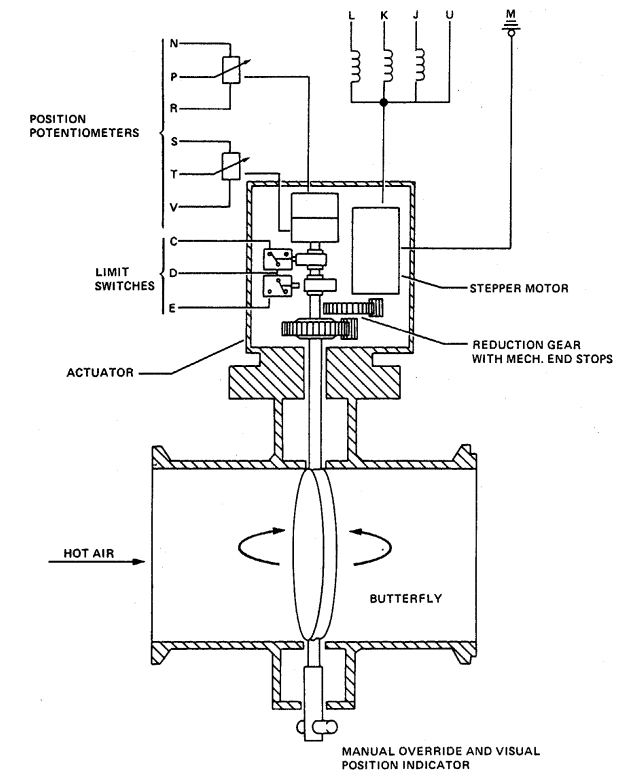 L K J U M
N
P
R
POSITION
POTENTIOMETERS
S
T
V
C
LIMIT
SWITCHES
D
E
STEPPER MOTOR
REDUCTION GEAR
WITH MECH. END STOPS
ACTUATOR
HOT AIR
BUTTERFLY
MANUAL OVERRIDE AND VISUAL
POSITION INDICATOR